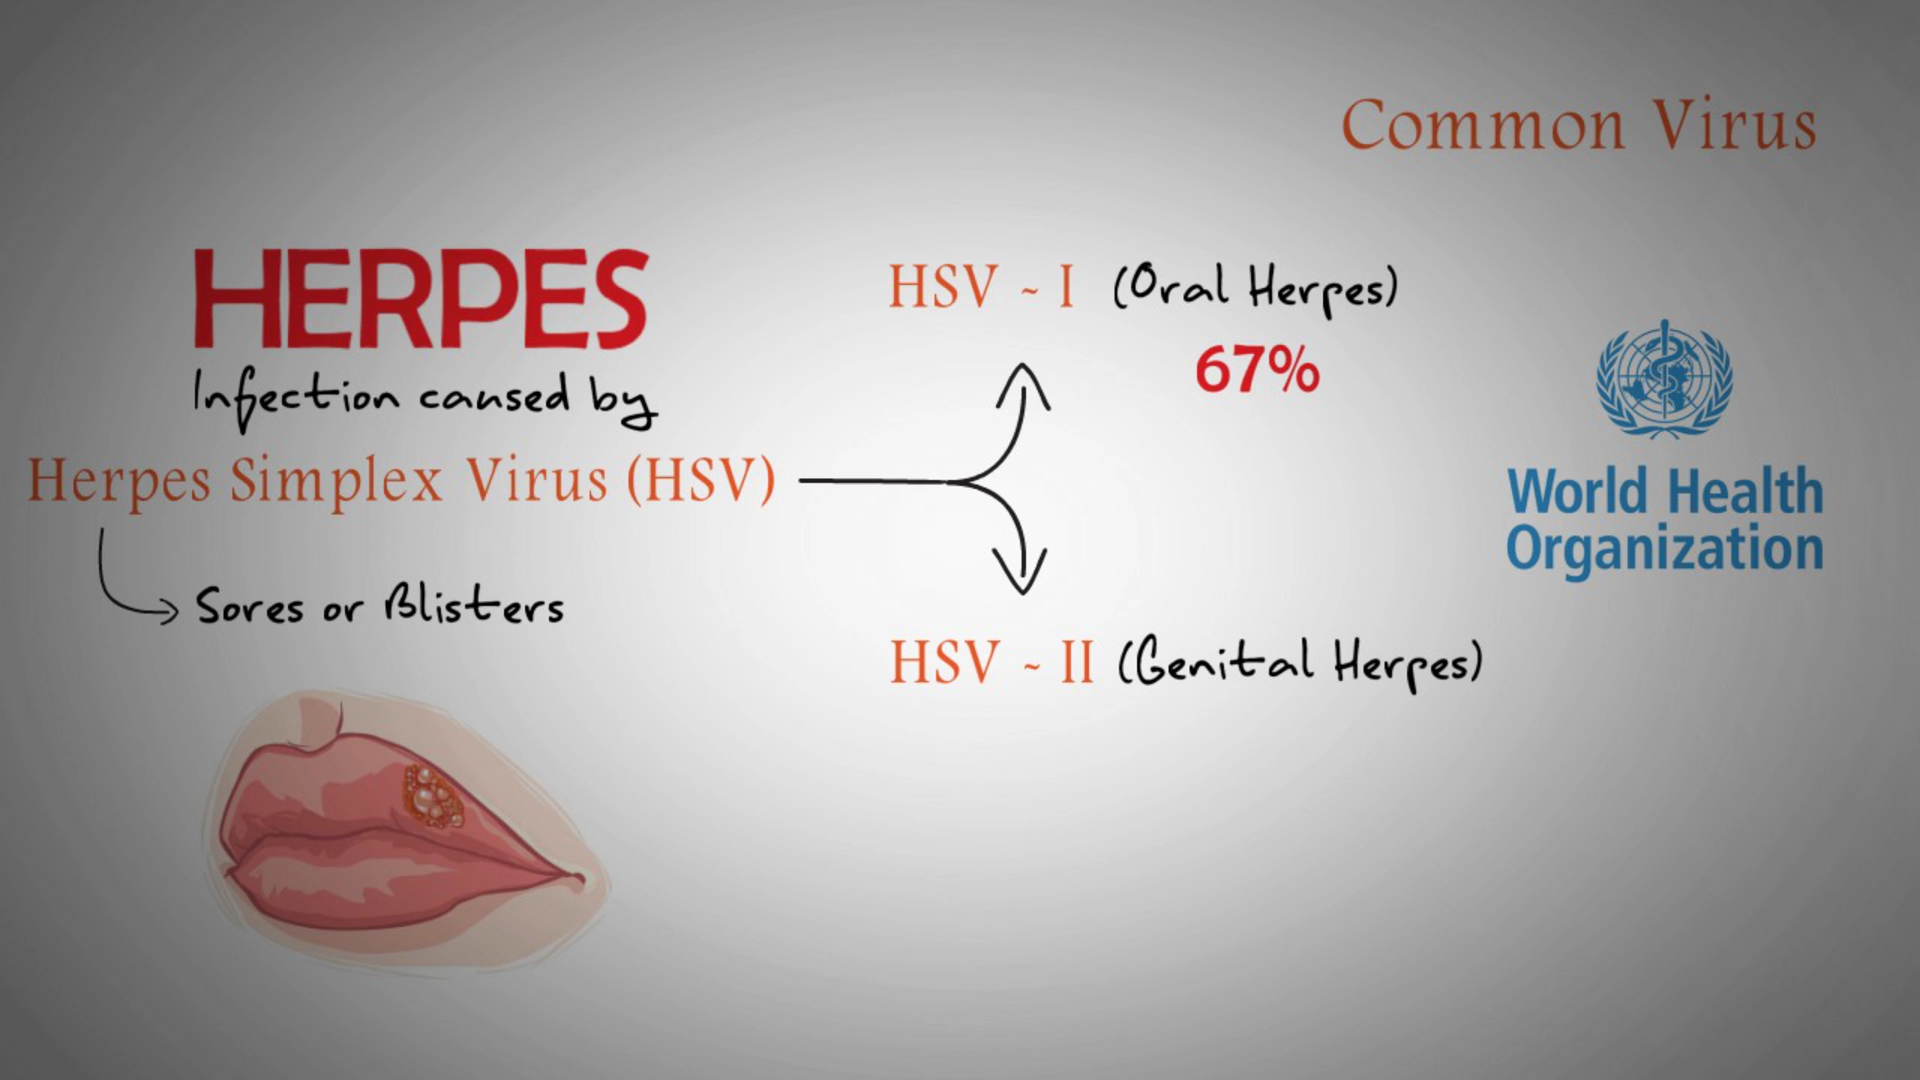 Common Virus
HERPES
Infection caused by
Herpes Simplex Virus (HSV)
Sores or Blisters
HSV - I (Oral Herpes)
67%
HSV - II (Genital Herpes)
World Health
Organization